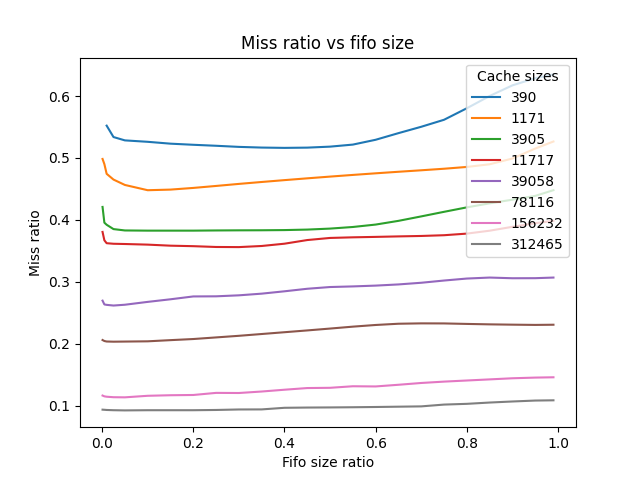 Miss ratio vs fifo size
Cache sizes
390
1171
3905
11717
39058
78116
156232
312465
0.6
0.5
0.4
0.3
0.2
0.1
Miss ratio
0.0 0.2 0.4 0.6 0.8 1.0
Fifo size ratio